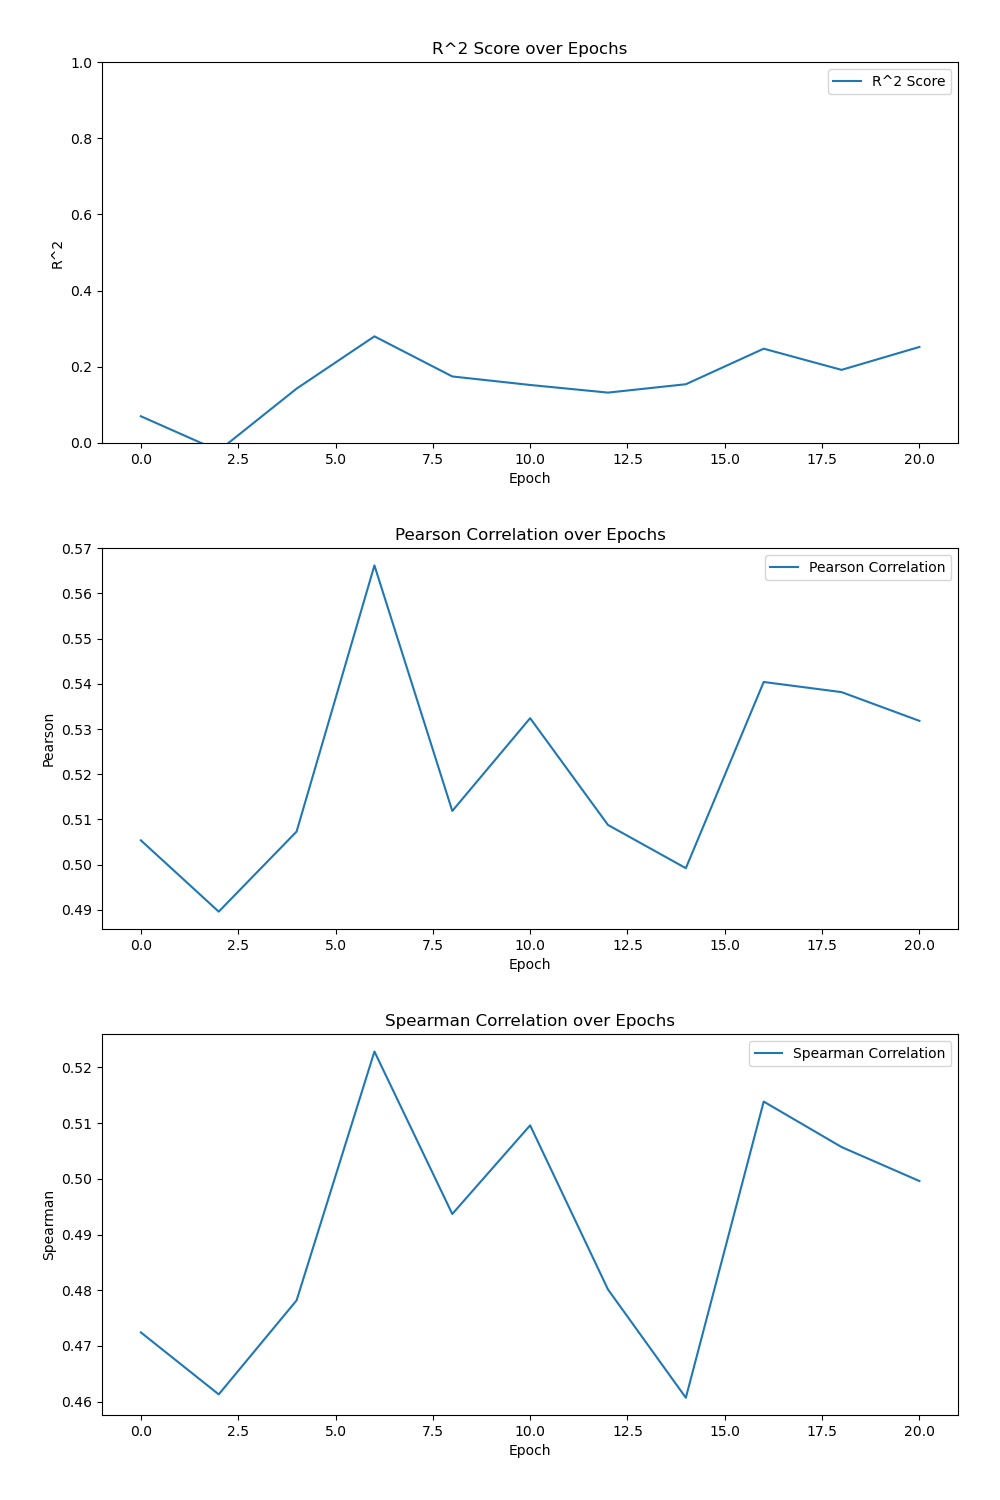 R^2 Score over Epochs
1.0
R^2 Score
0.8
0.6
R^2
0.4
0.2
0.0
0.0 2.5 5.0 7.5 10.0 12.5 15.0 17.5 20.0
Epoch
Pearson Correlation over Epochs
0.57
Pearson Correlation
0.56
0.55
0.54
0.53
Pearson
0.52
0.51
0.50
0.49
0.0 2.5 5.0 7.5 10.0 12.5 15.0 17.5 20.0
Epoch
Spearman Correlation over Epochs
Spearman Correlation
0.52
0.51
0.50
Spearman
0.49
0.48
0.47
0.46
0.0 2.5 5.0 7.5 10.0 12.5 15.0 17.5 20.0
Epoch